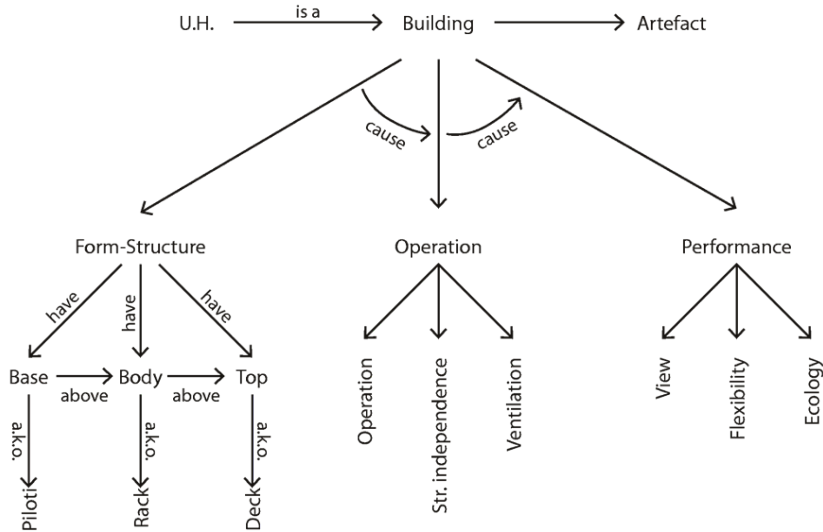 is a
U.H. Building Artefact
cause cause
Form-Structure Operation Performance
have have have
Base Body Top
above above
a.k.o. a.k.o. a.k.o.
Piloti Rack Deck
Operation Str. independence Ventilation
View Flexibility Ecology